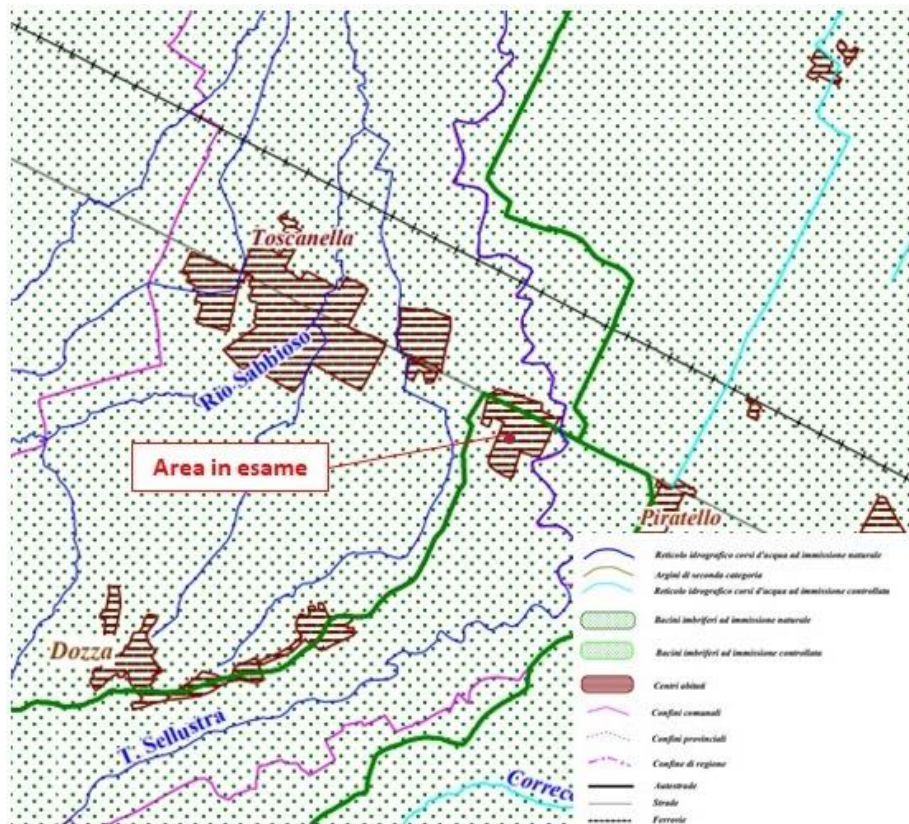 Toscanella
Rio Sabbioso
Area in esame
Piratello
Dozza
T. Sellustra
Correcc
Reticolo idrografico corsi d'acqua ad immissione naturale
Argini di seconda categoria
Reticolo idrografico corsi d'acqua ad immissione controllata
Bacini imbriferi ad immissione naturale
Bacini imbriferi ad immissione controllata
Centri abitati
Confini comunali
Confini provinciali
Confine di regione
Autostrade
Strade
Ferrovie